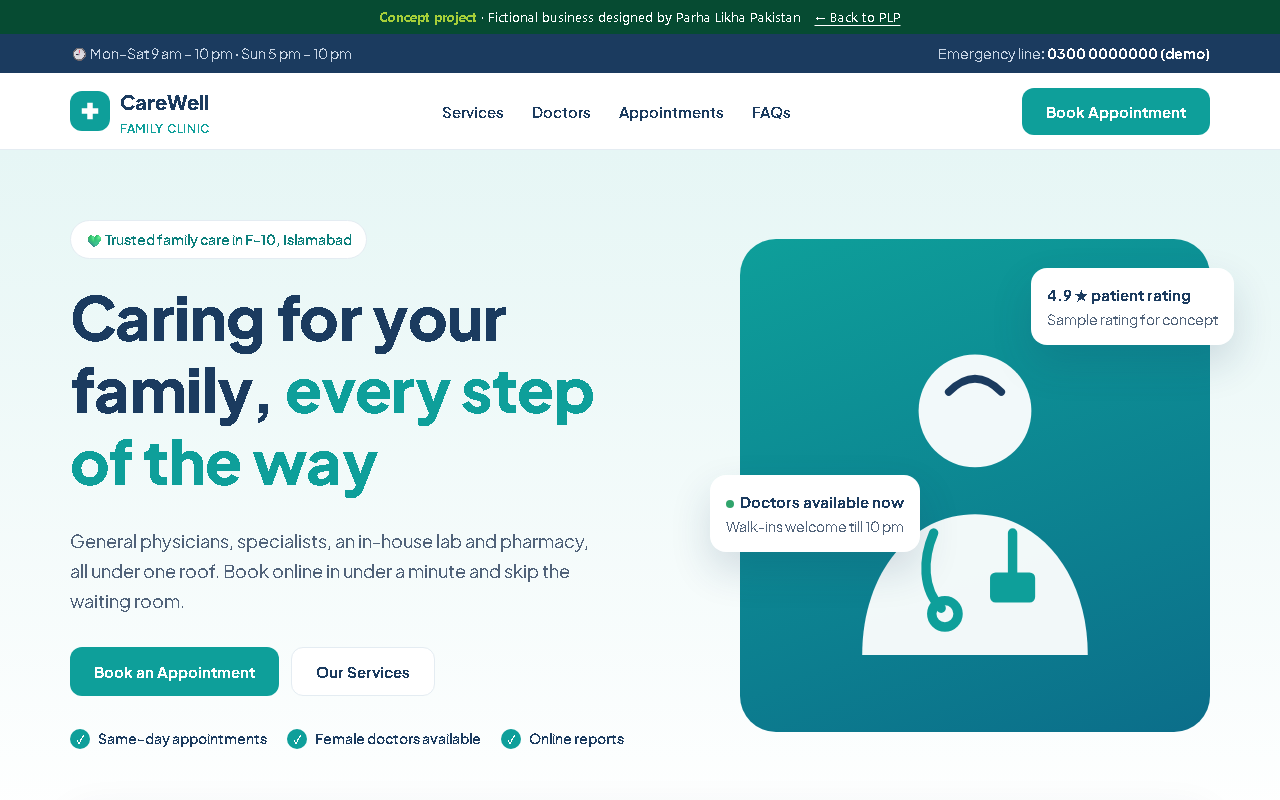 Concept project · Fictional business designed by Parha Likha Pakistan ← Back to PLP
🕘 Mon–Sat 9 am – 10 pm · Sun 5 pm – 10 pm
Emergency line: 0300 0000000 (demo)
CareWell
FAMILY CLINIC
Services Doctors Appointments FAQs
Book Appointment
💚 Trusted family care in F-10, Islamabad
Caring for your
family, every step
of the way
General physicians, specialists, an in-house lab and pharmacy,
all under one roof. Book online in under a minute and skip the
waiting room.
Book an Appointment
Our Services
✓ Same-day appointments
✓ Female doctors available
✓ Online reports
4.9 ★ patient rating
Sample rating for concept
Doctors available now
Walk-ins welcome till 10 pm